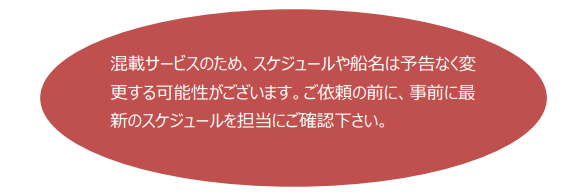 混載サービスのため、スケジュールや船名は予告なく変
更する可能性がございます。ご依頼の前に、事前に最
新のスケジュールを担当にご確認下さい。